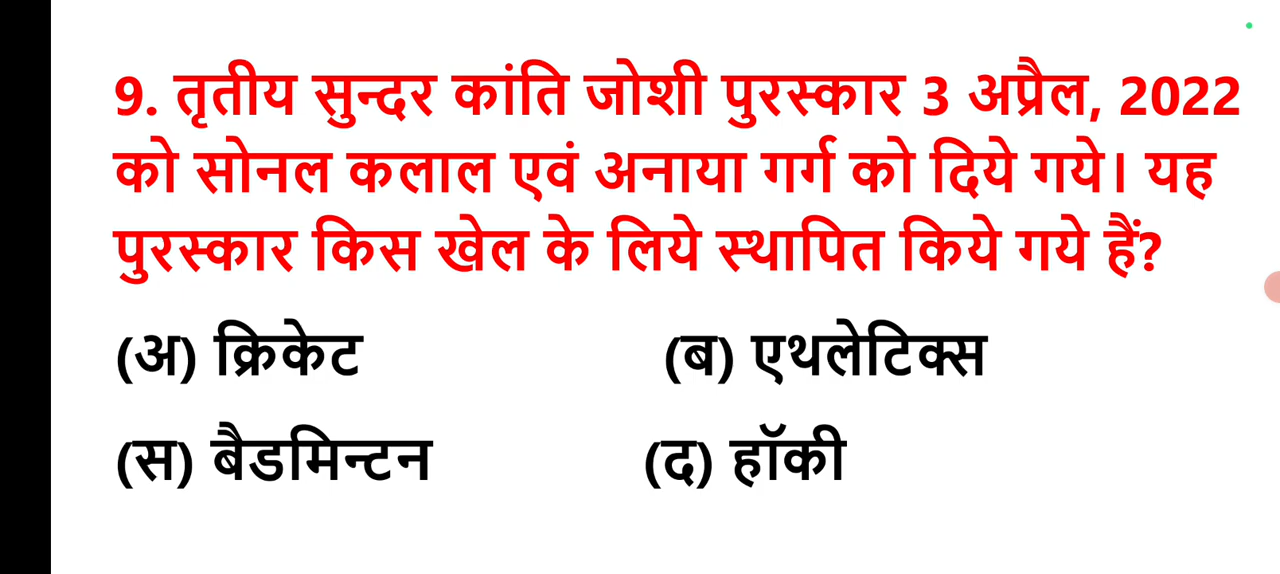 9. तृतीय सुन्दर कांति जोशी पुरस्कार 3 अप्रैल, 2022
को सोनल कलाल एवं अनाया गर्ग को दिये गये। यह
पुरस्कार किस खेल के लिये स्थापित किये गये हैं?
(अ) क्रिकेट (ब) एथलेटिक्स
(स) बैडमिन्टन (द) हॉकी